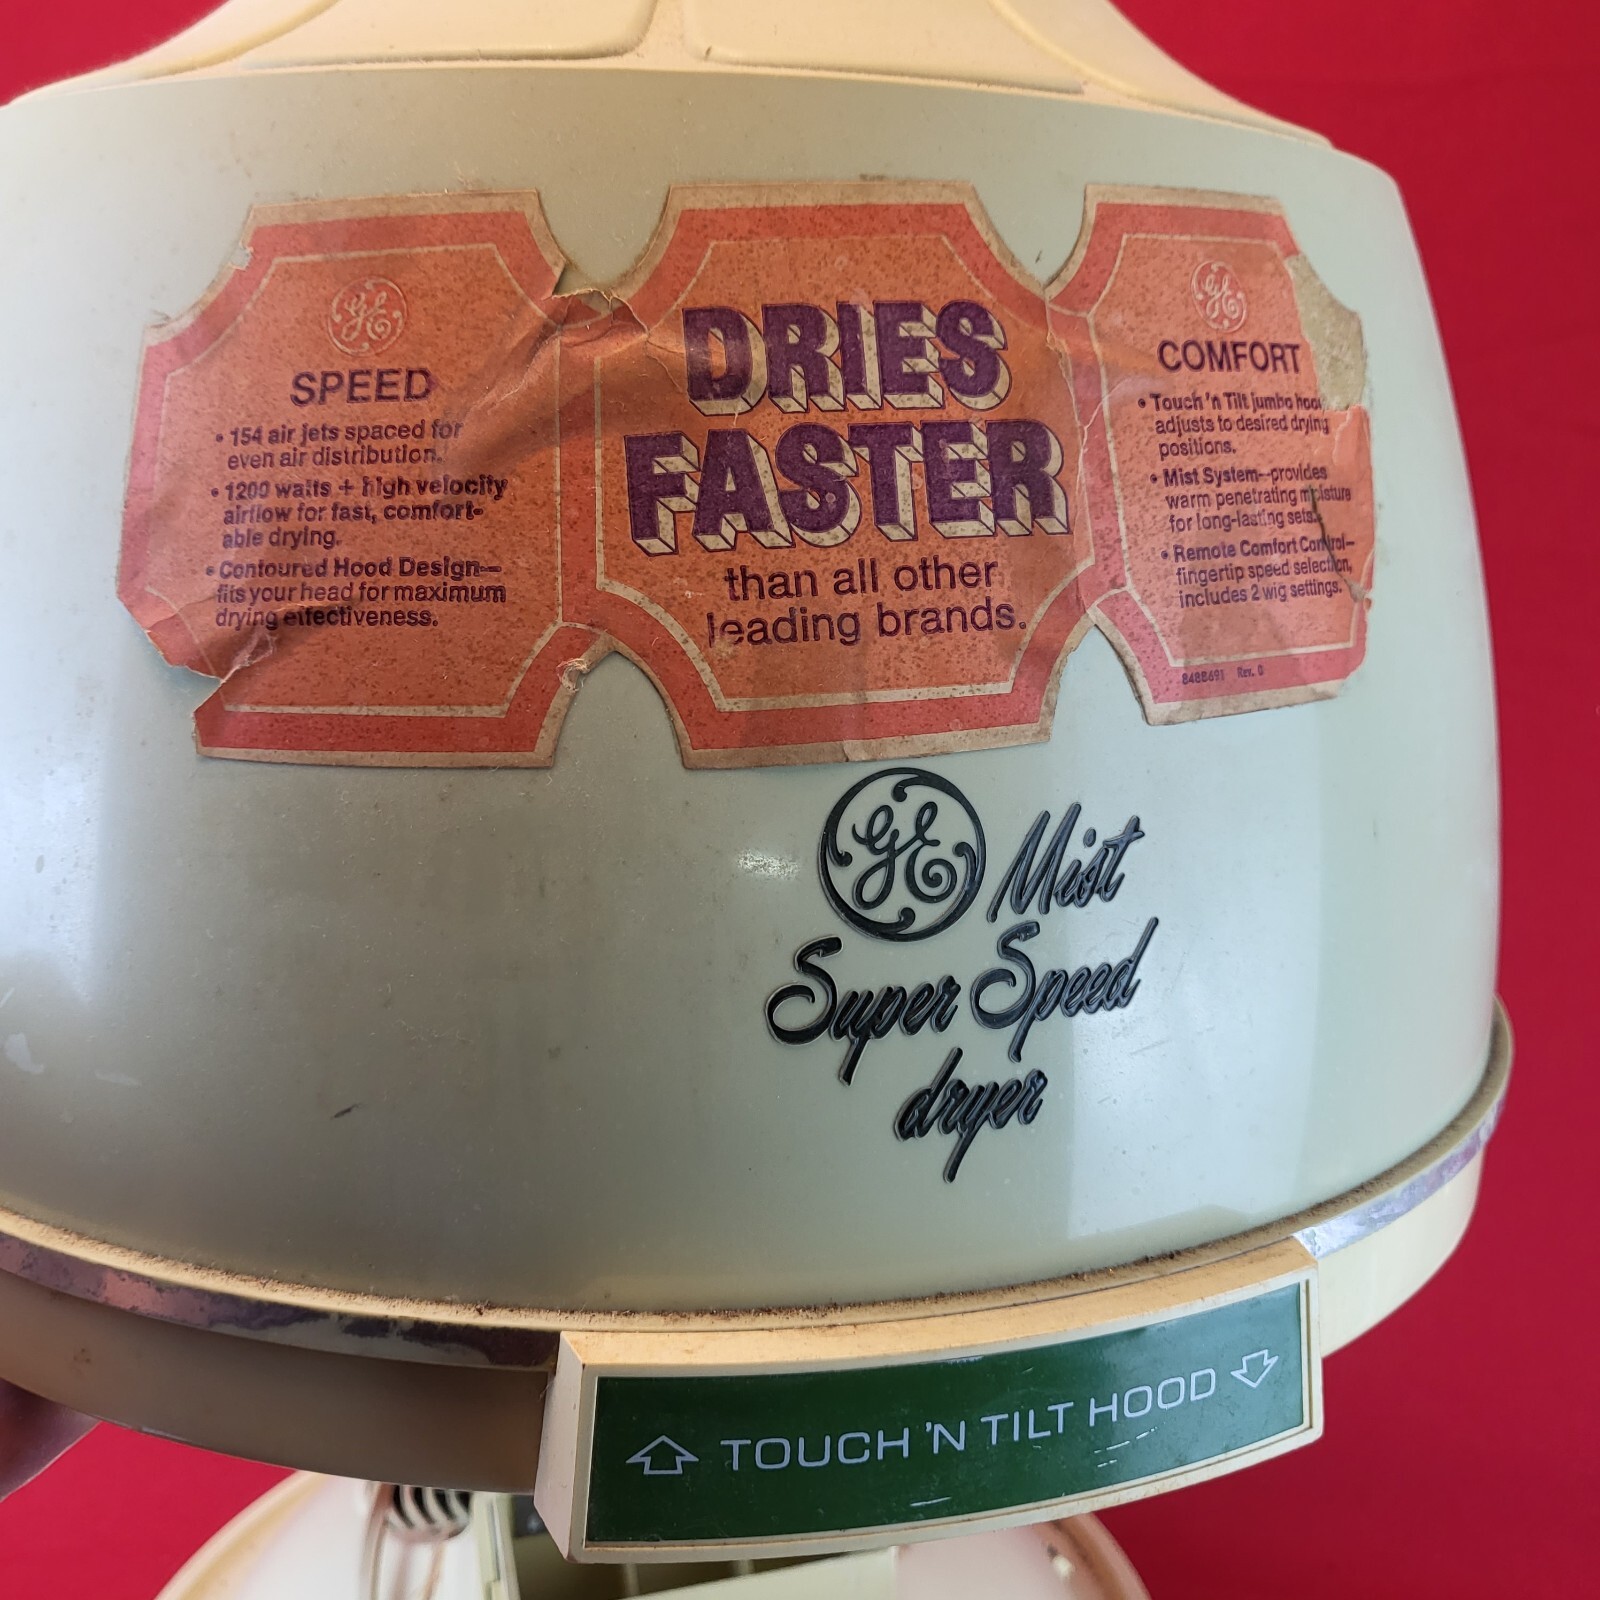 GE
SPEED
• 154 air jets spaced for
even air distribution.
• 1200 watts + high velocity
airflow for fast, comfort-
able drying.
• Contoured Hood Design—
fits your head for maximum
drying effectiveness.
DRIES
FASTER
than all other
leading brands.
GE
COMFORT
• Touch 'n Tilt jumbo hood
adjusts to desired drying
positions.
• Mist System—provides
warm penetrating moisture
for long-lasting sets.
• Remote Comfort Control—
fingertip speed selection,
includes 2 wig settings.
8488691 Rev. 0
GE Mist
Super Speed
dryer
⇧ TOUCH 'N TILT HOOD ⇩